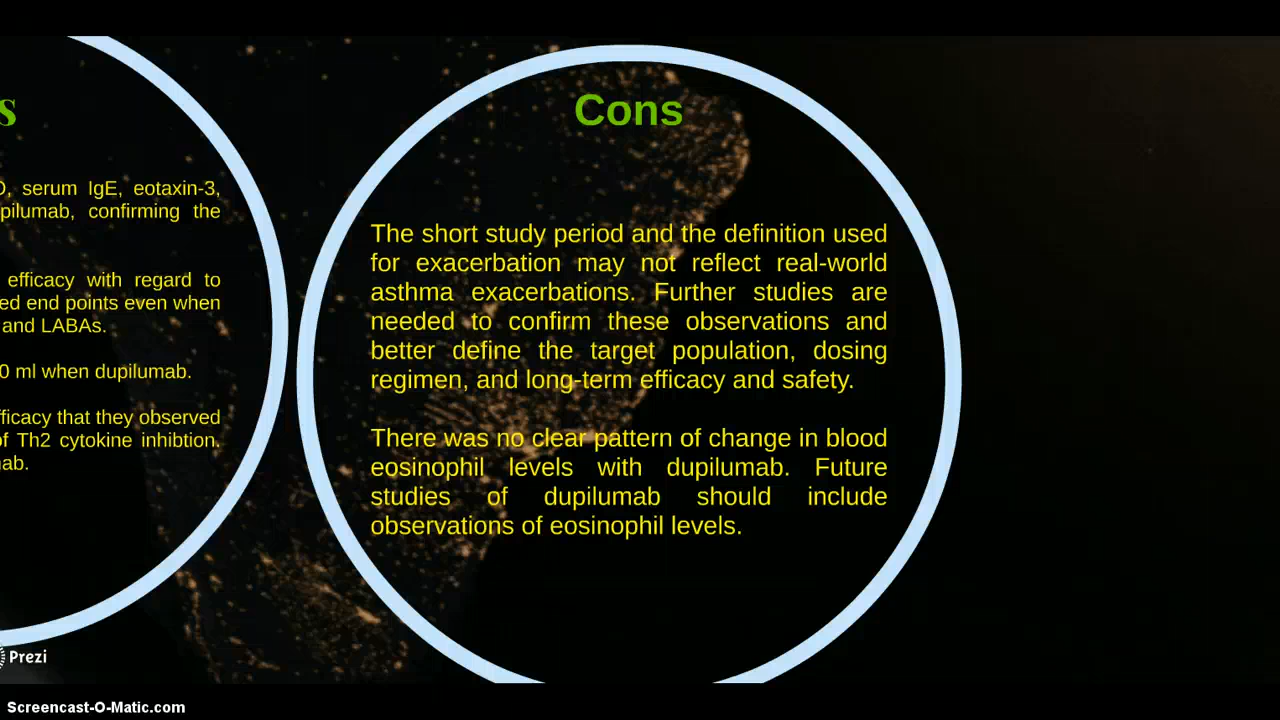 s
serum IgE, eotaxin-3,
confirming the
efficacy with regard to
end points even when
and LABAs.
0 ml when dupilumab.
that they observed
Th2 cytokine inhibtion.
Cons
The short study period and the definition used
for exacerbation may not reflect real-world
asthma exacerbations. Further studies are
needed to confirm these observations and
better define the target population, dosing
regimen, and long-term efficacy and safety.
There was no clear pattern of change in blood
eosinophil levels with dupilumab. Future
studies of dupilumab should include
observations of eosinophil levels.
Prezi
Screencast-O-Matic.com